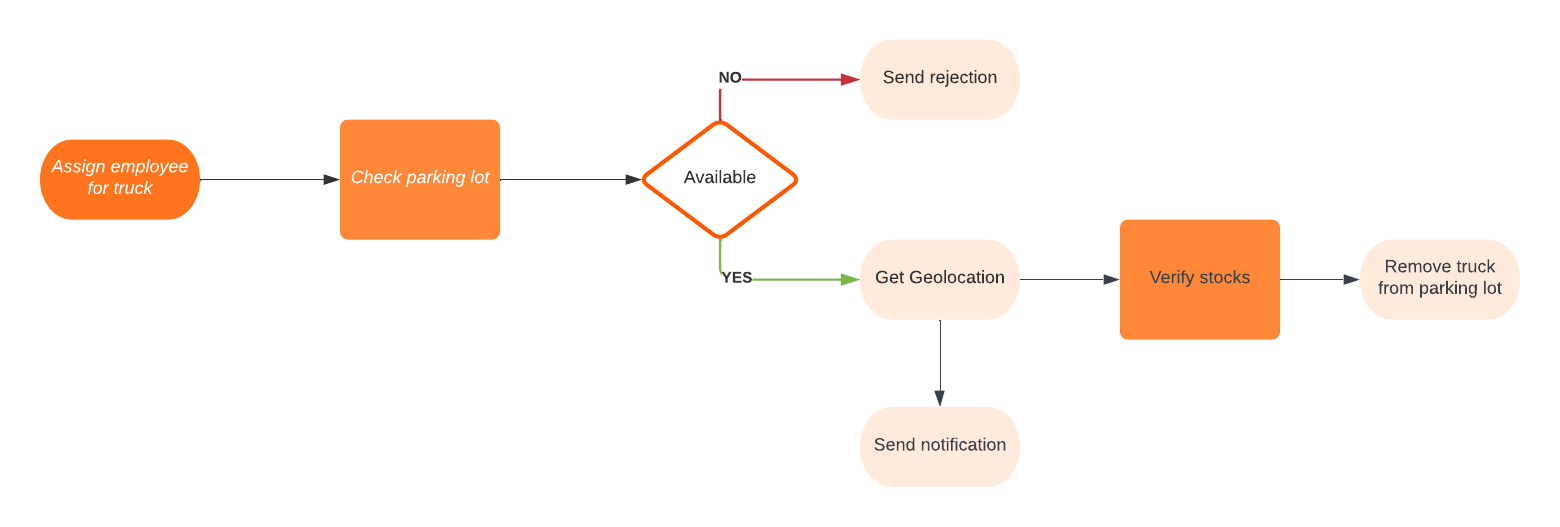 Assign employee
for truck
Check parking lot
Available
NO
Send rejection
YES
Get Geolocation
Verify stocks
Remove truck
from parking lot
Send notification